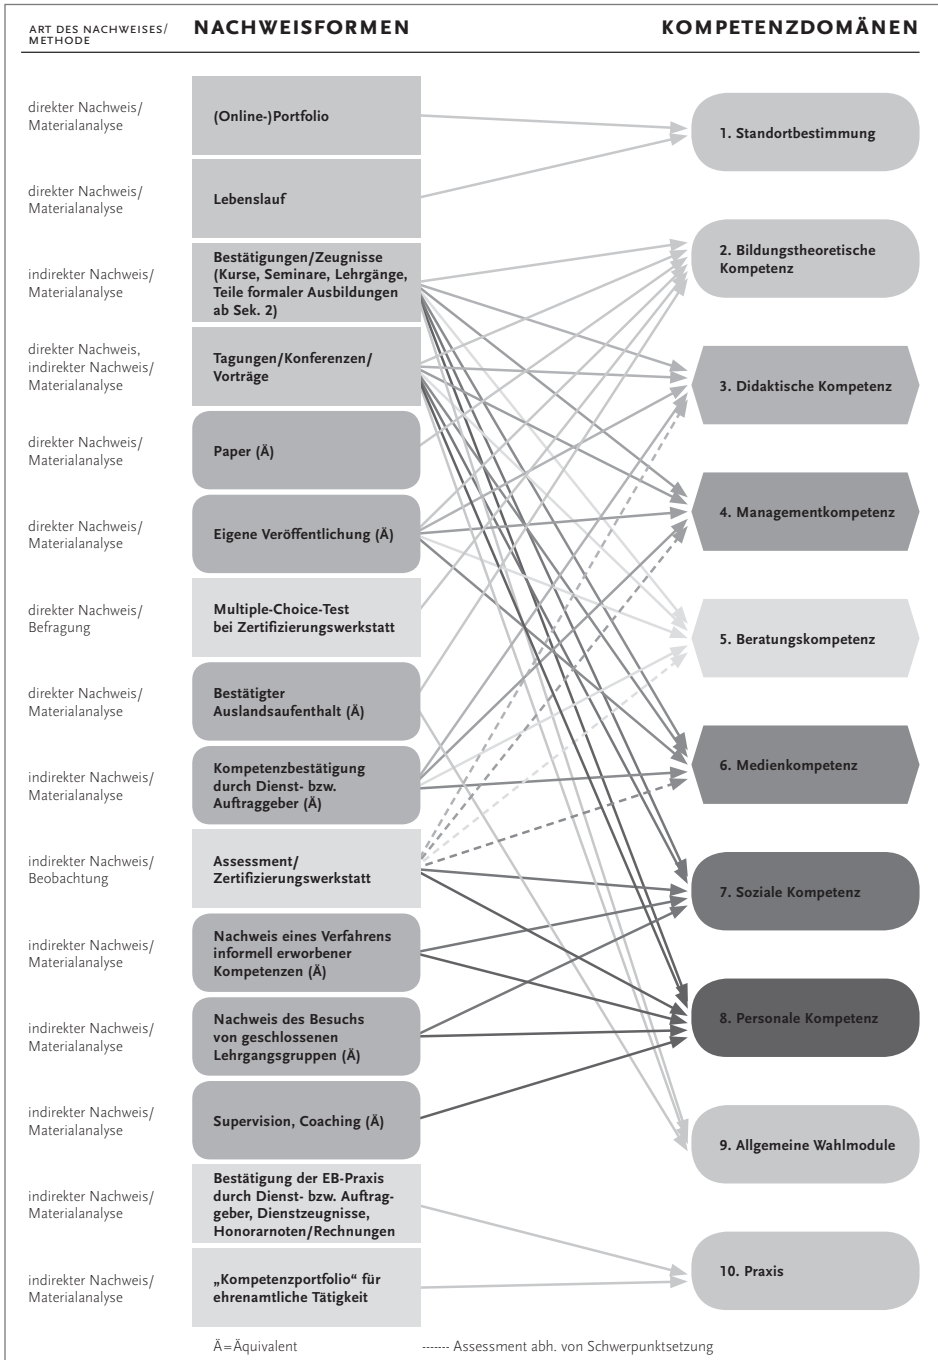 ART DES NACHWEISES/
METHODE
NACHWEISFORMEN
KOMPETENZDOMÄNEN
direkter Nachweis/
Materialanalyse
(Online-)Portfolio
direkter Nachweis/
Materialanalyse
Lebenslauf
indirekter Nachweis/
Materialanalyse
Bestätigungen/Zeugnisse
(Kurse, Seminare, Lehrgänge,
Teile formaler Ausbildungen
ab Sek. 2)
direkter Nachweis,
indirekter Nachweis/
Materialanalyse
Tagungen/Konferenzen/
Vorträge
direkter Nachweis/
Materialanalyse
Paper (Ä)
direkter Nachweis/
Materialanalyse
Eigene Veröffentlichung (Ä)
direkter Nachweis/
Befragung
Multiple-Choice-Test
bei Zertifizierungswerkstatt
direkter Nachweis/
Materialanalyse
Bestätigter
Auslandsaufenthalt (Ä)
indirekter Nachweis/
Materialanalyse
Kompetenzbestätigung
durch Dienst- bzw.
Auftraggeber (Ä)
indirekter Nachweis/
Beobachtung
Assessment/
Zertifizierungswerkstatt
indirekter Nachweis/
Materialanalyse
Nachweis eines Verfahrens
informell erworbener
Kompetenzen (Ä)
indirekter Nachweis/
Materialanalyse
Nachweis des Besuchs
von geschlossenen
Lehrgangsgruppen (Ä)
indirekter Nachweis/
Materialanalyse
Supervision, Coaching (Ä)
indirekter Nachweis/
Materialanalyse
Bestätigung der EB-Praxis
durch Dienst- bzw. Auftrag-
geber, Dienstzeugnisse,
Honorarnoten/Rechnungen
indirekter Nachweis/
Materialanalyse
„Kompetenzportfolio“ für
ehrenamtliche Tätigkeit
1. Standortbestimmung
2. Bildungstheoretische
Kompetenz
3. Didaktische Kompetenz
4. Managementkompetenz
5. Beratungskompetenz
6. Medienkompetenz
7. Soziale Kompetenz
8. Personale Kompetenz
9. Allgemeine Wahlmodule
10. Praxis
Ä=Äquivalent
------- Assessment abh. von Schwerpunktsetzung